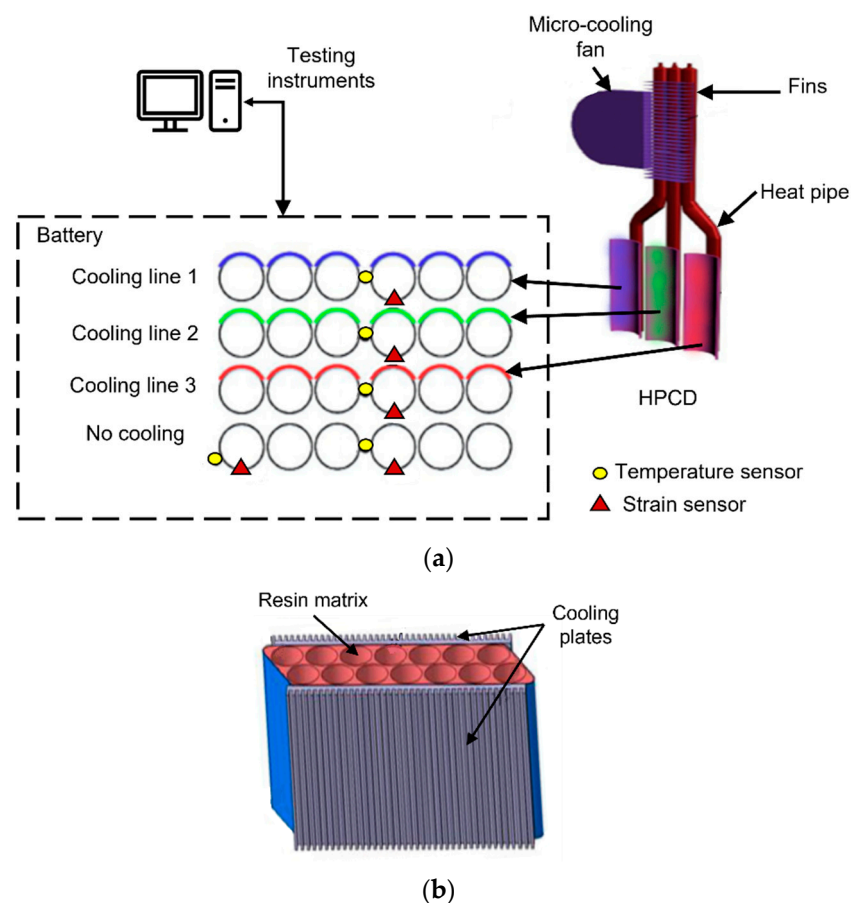 Micro-cooling
fan
Testing
instruments
Fins
Heat pipe
Battery
Cooling line 1
Cooling line 2
Cooling line 3
No cooling
HPCD
Temperature sensor
Strain sensor
(a)
Resin matrix
Cooling
plates
(b)